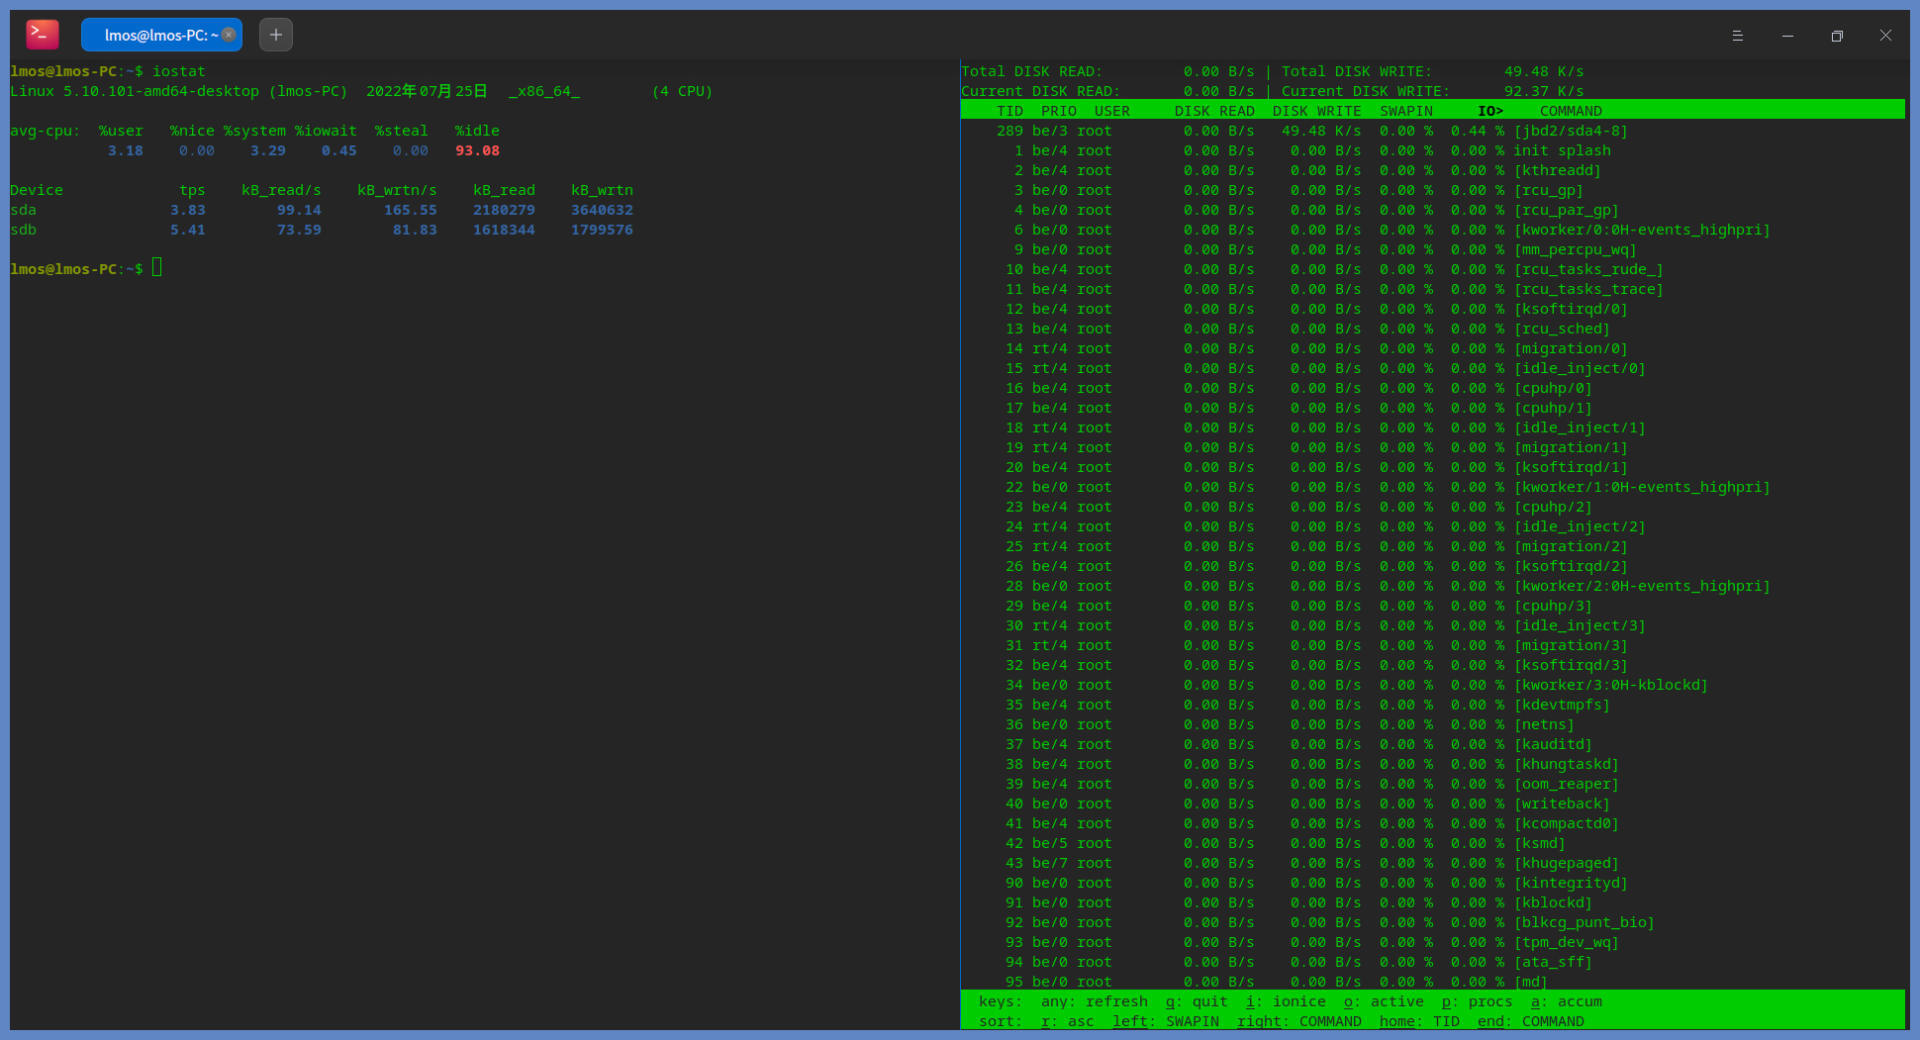 lmos@lmos-PC: ~
lmos@lmos-PC:~$ iostat
Linux 5.10.101-amd64-desktop (lmos-PC) 2022年07月25日 _x86_64_ (4 CPU)
avg-cpu: %user %nice %system %iowait %steal %idle
3.18 0.00 3.29 0.45 0.00 93.08
Device tps kB_read/s kB_wrtn/s kB_read kB_wrtn
sda 3.83 99.14 165.55 2180279 3640632
sdb 5.41 73.59 81.83 1618344 1799576
lmos@lmos-PC:~$
Total DISK READ: 0.00 B/s | Total DISK WRITE: 49.48 K/s
Current DISK READ: 0.00 B/s | Current DISK WRITE: 92.37 K/s
TID PRIO USER DISK READ DISK WRITE SWAPIN IO> COMMAND
289 be/3 root 0.00 B/s 49.48 K/s 0.00 % 0.44 % [jbd2/sda4-8]
1 be/4 root 0.00 B/s 0.00 B/s 0.00 % 0.00 % init splash
2 be/4 root 0.00 B/s 0.00 B/s 0.00 % 0.00 % [kthreadd]
3 be/0 root 0.00 B/s 0.00 B/s 0.00 % 0.00 % [rcu_gp]
4 be/0 root 0.00 B/s 0.00 B/s 0.00 % 0.00 % [rcu_par_gp]
6 be/0 root 0.00 B/s 0.00 B/s 0.00 % 0.00 % [kworker/0:0H-events_highpri]
9 be/0 root 0.00 B/s 0.00 B/s 0.00 % 0.00 % [mm_percpu_wq]
10 be/4 root 0.00 B/s 0.00 B/s 0.00 % 0.00 % [rcu_tasks_rude_]
11 be/4 root 0.00 B/s 0.00 B/s 0.00 % 0.00 % [rcu_tasks_trace]
12 be/4 root 0.00 B/s 0.00 B/s 0.00 % 0.00 % [ksoftirqd/0]
13 be/4 root 0.00 B/s 0.00 B/s 0.00 % 0.00 % [rcu_sched]
14 rt/4 root 0.00 B/s 0.00 B/s 0.00 % 0.00 % [migration/0]
15 rt/4 root 0.00 B/s 0.00 B/s 0.00 % 0.00 % [idle_inject/0]
16 be/4 root 0.00 B/s 0.00 B/s 0.00 % 0.00 % [cpuhp/0]
17 be/4 root 0.00 B/s 0.00 B/s 0.00 % 0.00 % [cpuhp/1]
18 rt/4 root 0.00 B/s 0.00 B/s 0.00 % 0.00 % [idle_inject/1]
19 rt/4 root 0.00 B/s 0.00 B/s 0.00 % 0.00 % [migration/1]
20 be/4 root 0.00 B/s 0.00 B/s 0.00 % 0.00 % [ksoftirqd/1]
22 be/0 root 0.00 B/s 0.00 B/s 0.00 % 0.00 % [kworker/1:0H-events_highpri]
23 be/4 root 0.00 B/s 0.00 B/s 0.00 % 0.00 % [cpuhp/2]
24 rt/4 root 0.00 B/s 0.00 B/s 0.00 % 0.00 % [idle_inject/2]
25 rt/4 root 0.00 B/s 0.00 B/s 0.00 % 0.00 % [migration/2]
26 be/4 root 0.00 B/s 0.00 B/s 0.00 % 0.00 % [ksoftirqd/2]
28 be/0 root 0.00 B/s 0.00 B/s 0.00 % 0.00 % [kworker/2:0H-events_highpri]
29 be/4 root 0.00 B/s 0.00 B/s 0.00 % 0.00 % [cpuhp/3]
30 rt/4 root 0.00 B/s 0.00 B/s 0.00 % 0.00 % [idle_inject/3]
31 rt/4 root 0.00 B/s 0.00 B/s 0.00 % 0.00 % [migration/3]
32 be/4 root 0.00 B/s 0.00 B/s 0.00 % 0.00 % [ksoftirqd/3]
34 be/0 root 0.00 B/s 0.00 B/s 0.00 % 0.00 % [kworker/3:0H-kblockd]
35 be/4 root 0.00 B/s 0.00 B/s 0.00 % 0.00 % [kdevtmpfs]
36 be/0 root 0.00 B/s 0.00 B/s 0.00 % 0.00 % [netns]
37 be/4 root 0.00 B/s 0.00 B/s 0.00 % 0.00 % [kauditd]
38 be/4 root 0.00 B/s 0.00 B/s 0.00 % 0.00 % [khungtaskd]
39 be/4 root 0.00 B/s 0.00 B/s 0.00 % 0.00 % [oom_reaper]
40 be/0 root 0.00 B/s 0.00 B/s 0.00 % 0.00 % [writeback]
41 be/4 root 0.00 B/s 0.00 B/s 0.00 % 0.00 % [kcompactd0]
42 be/5 root 0.00 B/s 0.00 B/s 0.00 % 0.00 % [ksmd]
43 be/7 root 0.00 B/s 0.00 B/s 0.00 % 0.00 % [khugepaged]
90 be/0 root 0.00 B/s 0.00 B/s 0.00 % 0.00 % [kintegrityd]
91 be/0 root 0.00 B/s 0.00 B/s 0.00 % 0.00 % [kblockd]
92 be/0 root 0.00 B/s 0.00 B/s 0.00 % 0.00 % [blkcg_punt_bio]
93 be/0 root 0.00 B/s 0.00 B/s 0.00 % 0.00 % [tpm_dev_wq]
94 be/0 root 0.00 B/s 0.00 B/s 0.00 % 0.00 % [ata_sff]
95 be/0 root 0.00 B/s 0.00 B/s 0.00 % 0.00 % [md]
keys: any: refresh q: quit i: ionice o: active p: procs a: accum
sort: r: asc left: SWAPIN right: COMMAND home: TID end: COMMAND